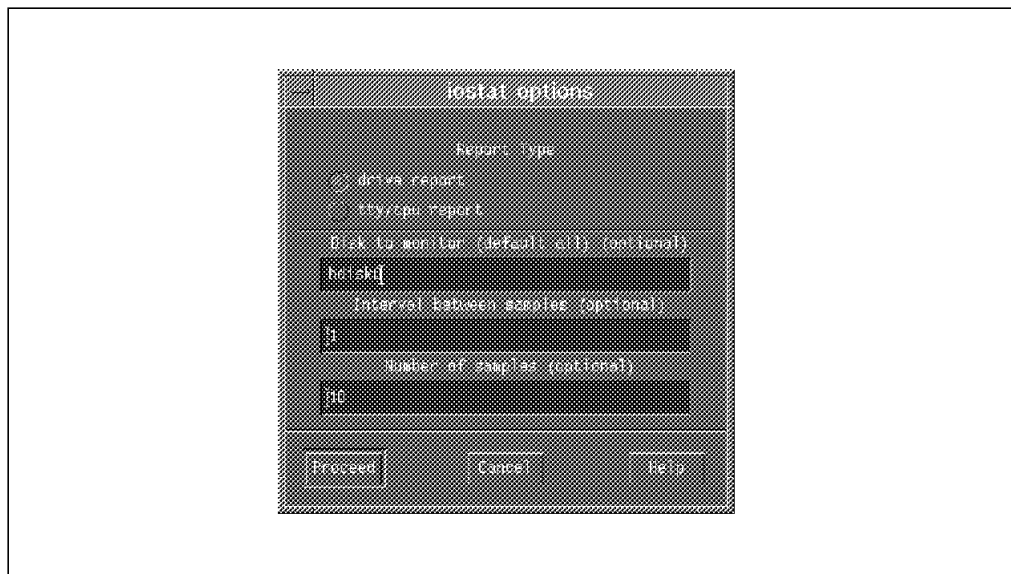 iostat options
Report Type
drive report
tty/cpu report
Disk to monitor (default all) (optional)
hdisk0
Interval between samples (optional)
1
Number of samples (optional)
10
Proceed
Cancel
Help